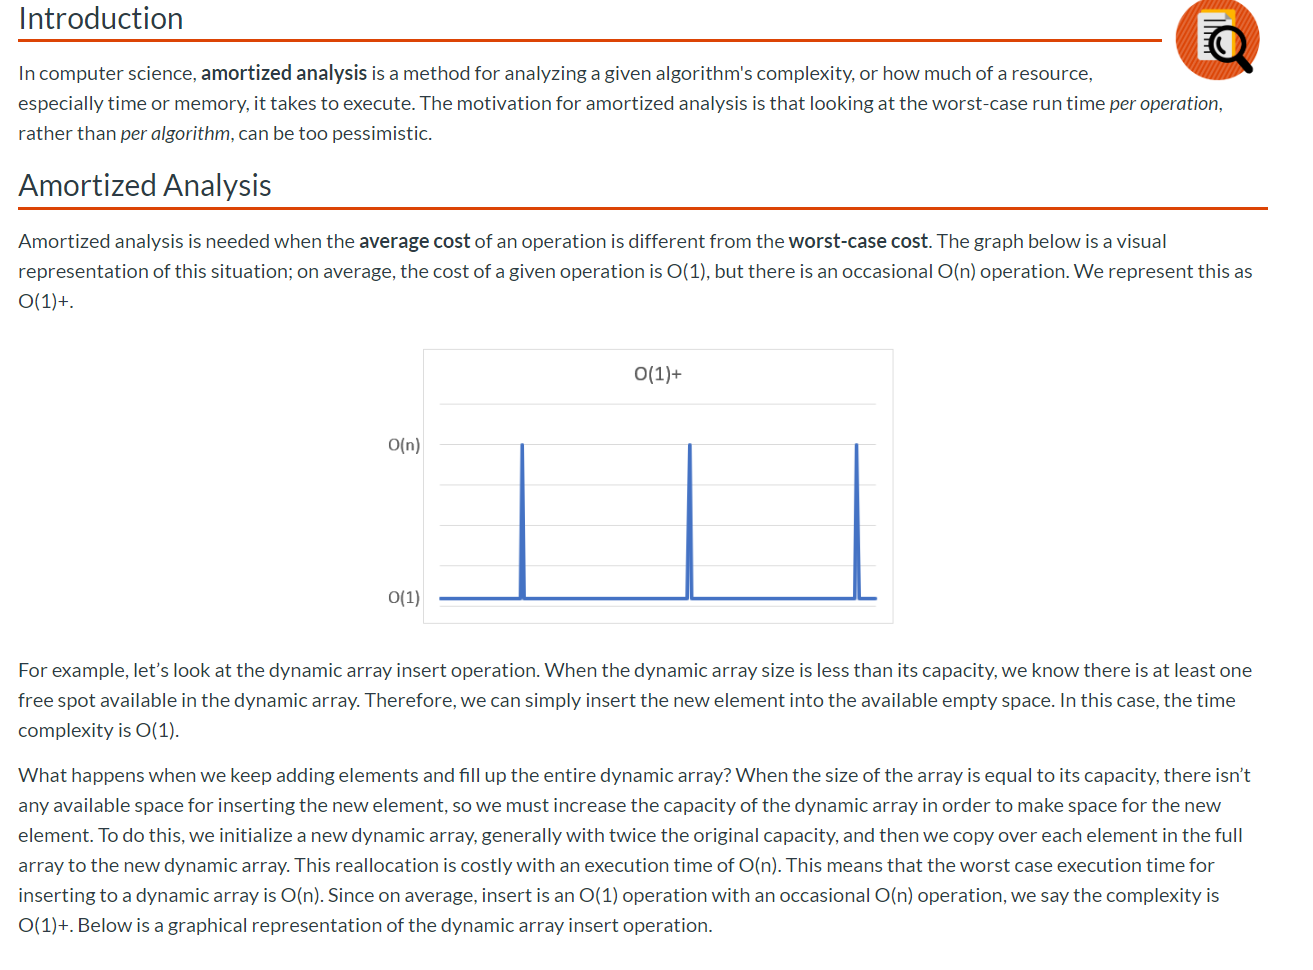 Introduction
In computer science, amortized analysis is a method for analyzing a given algorithm's complexity, or how much of a resource,
especially time or memory, it takes to execute. The motivation for amortized analysis is that looking at the worst-case run time per operation,
rather than per algorithm, can be too pessimistic.
Amortized Analysis
Amortized analysis is needed when the average cost of an operation is different from the worst-case cost. The graph below is a visual
representation of this situation; on average, the cost of a given operation is O(1), but there is an occasional O(n) operation. We represent this as
O(1)+.
O(1)+
O(n)
O(1)
For example, let’s look at the dynamic array insert operation. When the dynamic array size is less than its capacity, we know there is at least one
free spot available in the dynamic array. Therefore, we can simply insert the new element into the available empty space. In this case, the time
complexity is O(1).
What happens when we keep adding elements and fill up the entire dynamic array? When the size of the array is equal to its capacity, there isn’t
any available space for inserting the new element, so we must increase the capacity of the dynamic array in order to make space for the new
element. To do this, we initialize a new dynamic array, generally with twice the original capacity, and then we copy over each element in the full
array to the new dynamic array. This reallocation is costly with an execution time of O(n). This means that the worst case execution time for
inserting to a dynamic array is O(n). Since on average, insert is an O(1) operation with an occasional O(n) operation, we say the complexity is
O(1)+. Below is a graphical representation of the dynamic array insert operation.